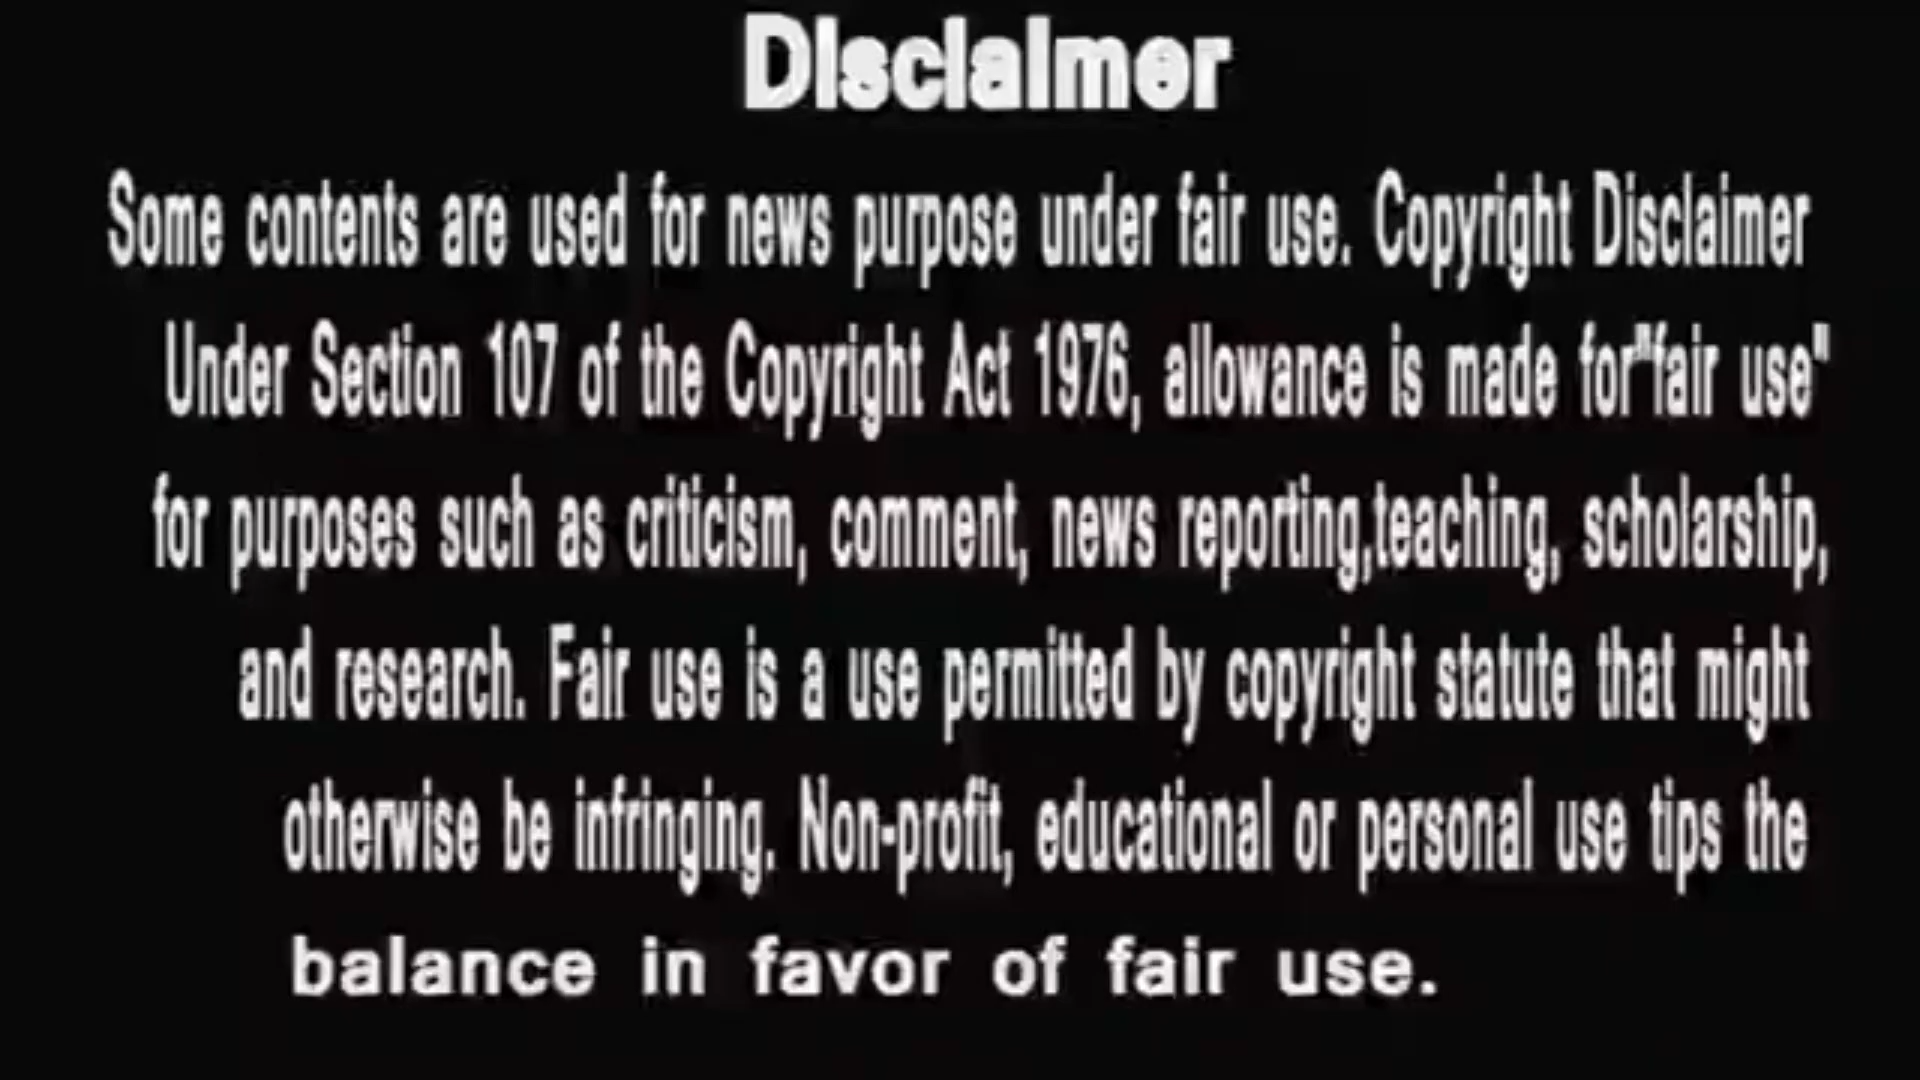 Disclaimer
Some contents are used for news purpose under fair use. Copyright Disclaimer
Under Section 107 of the Copyright Act 1976, allowance is made for"fair use"
for purposes such as criticism, comment, news reporting,teaching, scholarship,
and research. Fair use is a use permitted by copyright statute that might
otherwise be infringing. Non-profit, educational or personal use tips the
balance in favor of fair use.